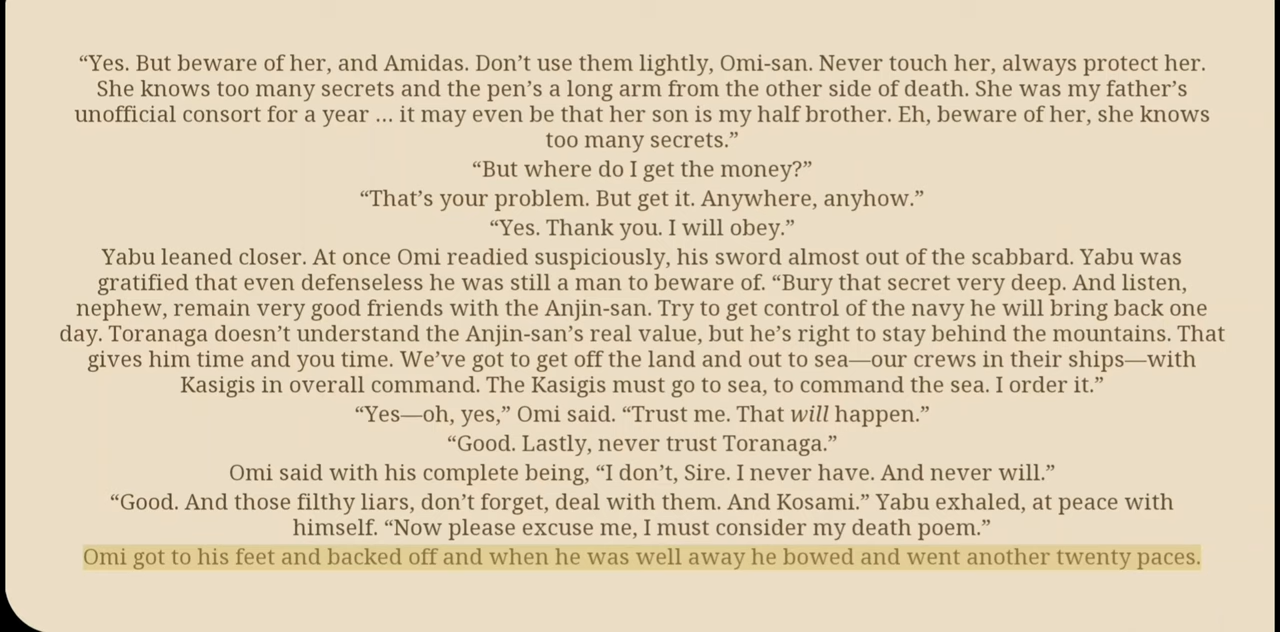 “Yes. But beware of her, and Amidas. Don’t use them lightly, Omi-san. Never touch her, always protect her.
She knows too many secrets and the pen’s a long arm from the other side of death. She was my father’s
unofficial consort for a year ... it may even be that her son is my half brother. Eh, beware of her, she knows
too many secrets.”
“But where do I get the money?”
“That’s your problem. But get it. Anywhere, anyhow.”
“Yes. Thank you. I will obey.”
Yabu leaned closer. At once Omi readied suspiciously, his sword almost out of the scabbard. Yabu was
gratified that even defenseless he was still a man to beware of. “Bury that secret very deep. And listen,
nephew, remain very good friends with the Anjin-san. Try to get control of the navy he will bring back one
day. Toranaga doesn’t understand the Anjin-san’s real value, but he’s right to stay behind the mountains. That
gives him time and you time. We’ve got to get off the land and out to sea—our crews in their ships—with
Kasigis in overall command. The Kasigis must go to sea, to command the sea. I order it.”
“Yes—oh, yes,” Omi said. “Trust me. That will happen.”
“Good. Lastly, never trust Toranaga.”
Omi said with his complete being, “I don’t, Sire. I never have. And never will.”
“Good. And those filthy liars, don’t forget, deal with them. And Kosami.” Yabu exhaled, at peace with
himself. “Now please excuse me, I must consider my death poem.”
Omi got to his feet and backed off and when he was well away he bowed and went another twenty paces.